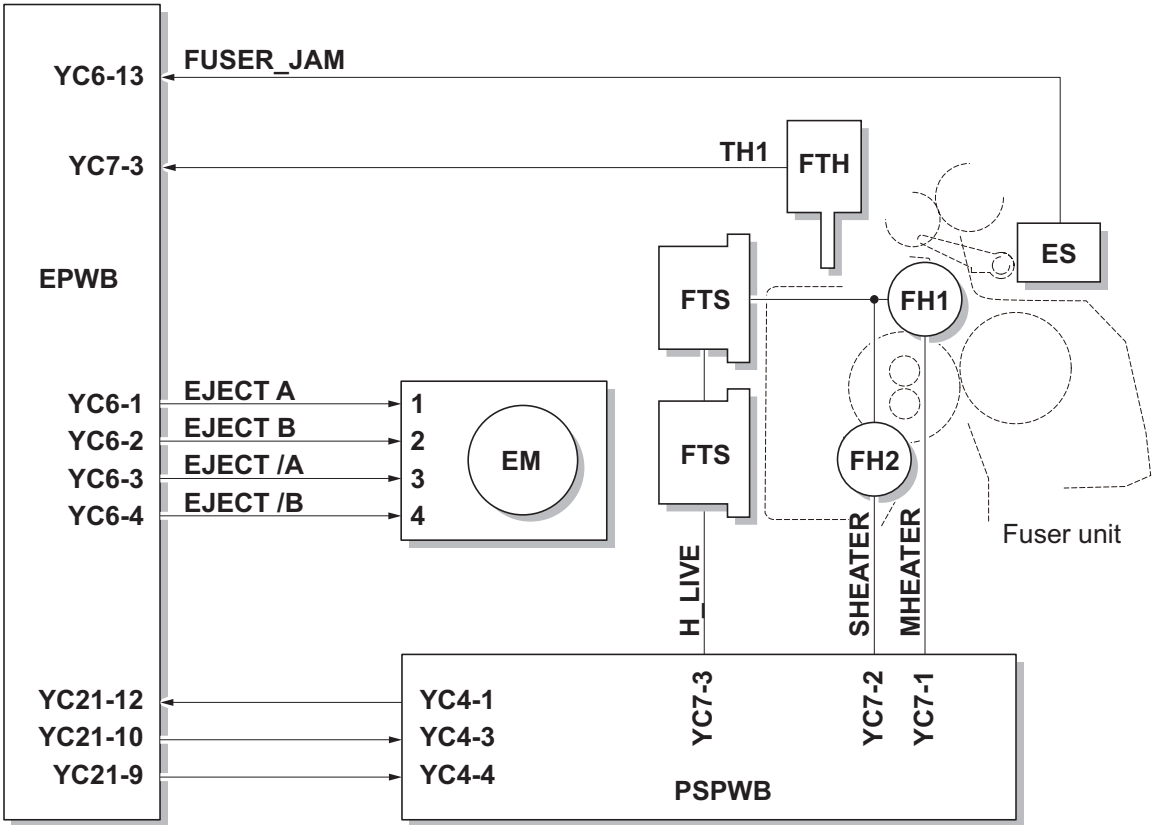 YC6-13
FUSER_JAM
YC7-3
TH1
FTH
ES
EPWB
FTS
FH1
YC6-1
EJECT A
1
YC6-2
EJECT B
2
YC6-3
EJECT /A
3
YC6-4
EJECT /B
4
EM
FTS
FH2
Fuser unit
H_LIVE
SHEATER
MHEATER
YC21-12
YC4-1
YC21-10
YC4-3
YC21-9
YC4-4
YC7-3
YC7-2
YC7-1
PSPWB